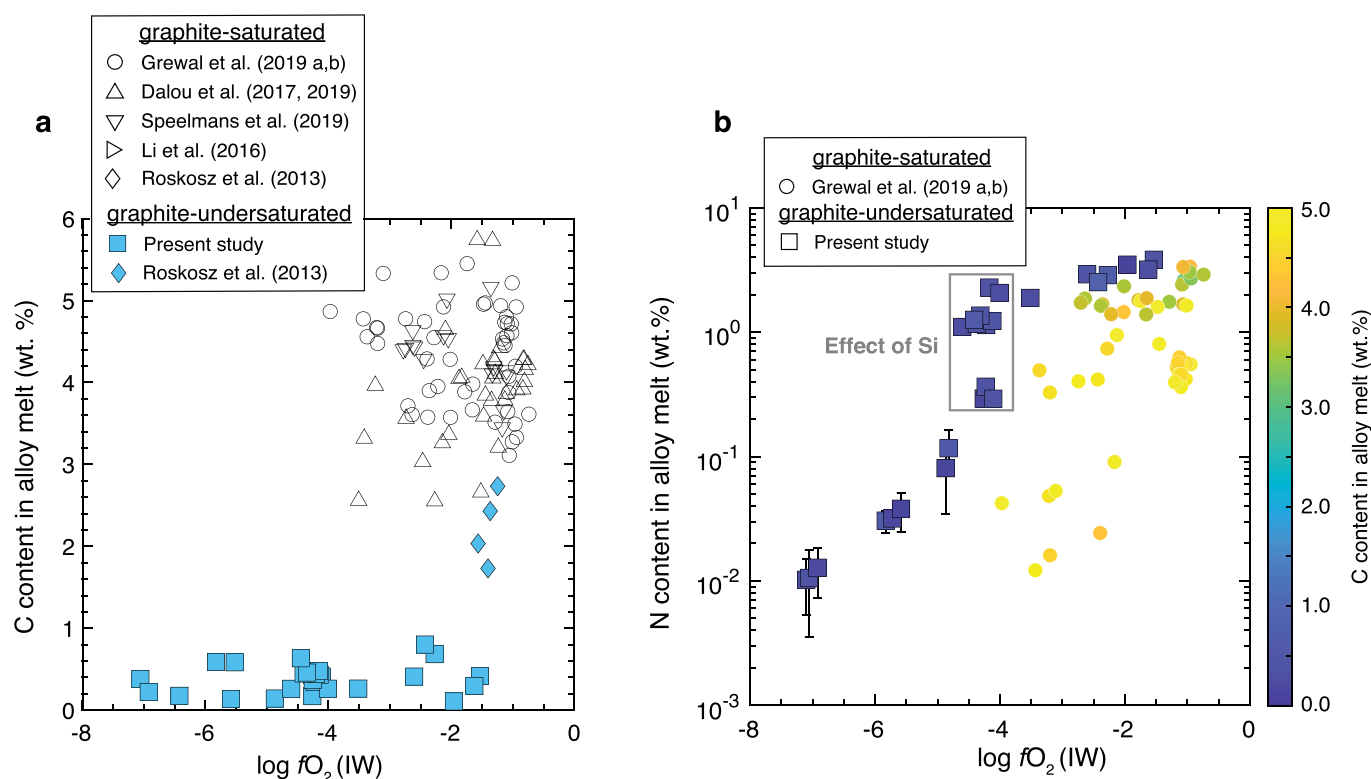 a
graphite-saturated
Grewal et al. (2019 a,b)
Dalou et al. (2017, 2019)
Speelmans et al. (2019)
Li et al. (2016)
Roskosz et al. (2013)
graphite-undersaturated
Present study
Roskosz et al. (2013)
C content in alloy melt (wt. %)
6
5
4
3
2
1
0
-8
-6
-4
-2
0
log fO2 (IW)
b
graphite-saturated
Grewal et al. (2019 a,b)
graphite-undersaturated
Present study
Effect of Si
N content in alloy melt (wt.%)
10^1
10^0
10^-1
10^-2
10^-3
-8
-6
-4
-2
0
log fO2 (IW)
5.0
4.0
3.0
2.0
1.0
0.0
C content in alloy melt (wt.%)